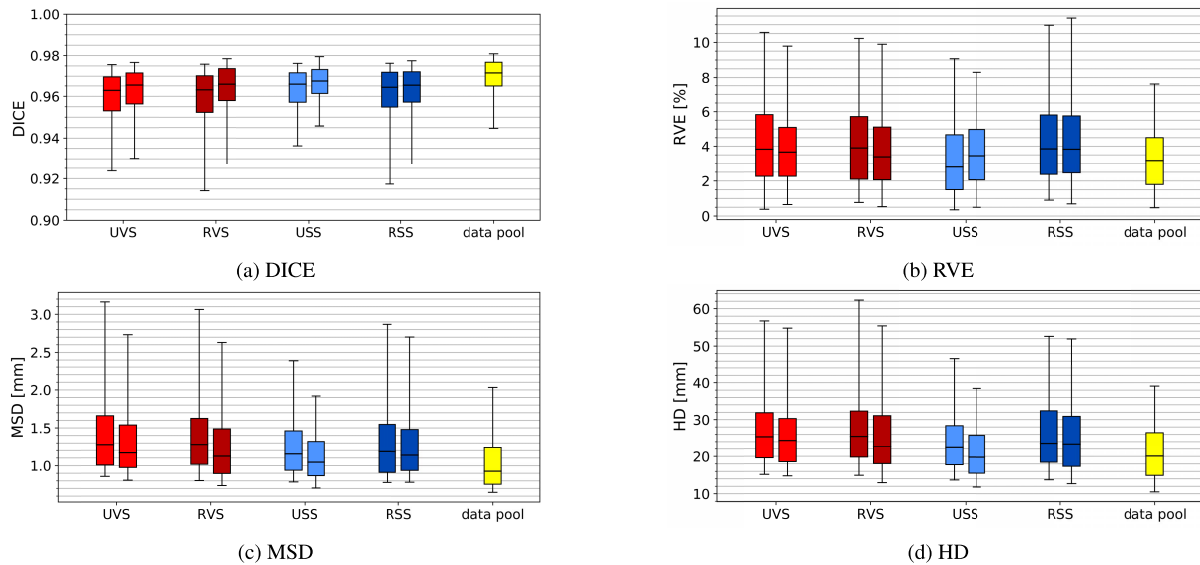 1.00
0.98
0.96
0.94
0.92
0.90
DICE
UVS RVS USS RSS data pool
(a) DICE
10
8
6
4
2
0
RVE [%]
UVS RVS USS RSS data pool
(b) RVE
3.0
2.5
2.0
1.5
1.0
MSD [mm]
UVS RVS USS RSS data pool
(c) MSD
60
50
40
30
20
10
HD [mm]
UVS RVS USS RSS data pool
(d) HD